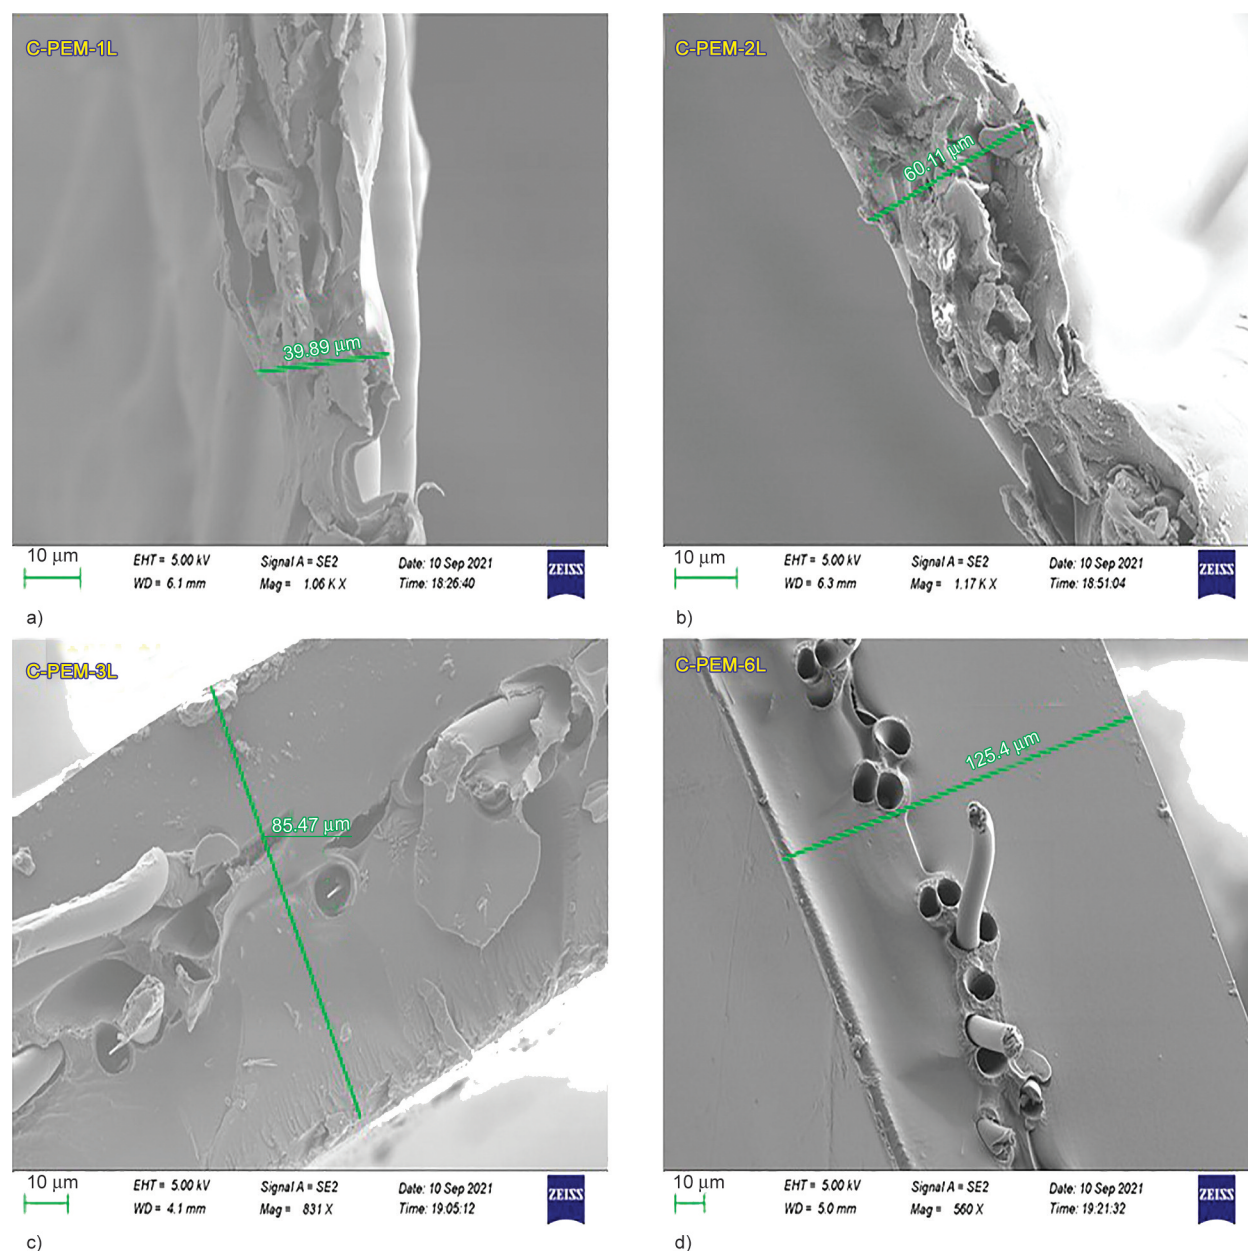 C-PEM-1L
39.89 µm
10 µm
EHT = 5.00 kV
Signal A = SE2
Date: 10 Sep 2021
WD = 6.1 mm
Mag = 1.06 K X
Time: 18:26:40
ZEISS
a)
C-PEM-2L
60.11 µm
10 µm
EHT = 5.00 kV
Signal A = SE2
Date: 10 Sep 2021
WD = 6.3 mm
Mag = 1.17 K X
Time: 18:51:04
ZEISS
b)
C-PEM-3L
85.47 µm
10 µm
EHT = 5.00 kV
Signal A = SE2
Date: 10 Sep 2021
WD = 4.1 mm
Mag = 831 X
Time: 19:05:12
ZEISS
c)
C-PEM-6L
125.4 µm
10 µm
EHT = 5.00 kV
Signal A = SE2
Date: 10 Sep 2021
WD = 5.0 mm
Mag = 560 X
Time: 19:21:32
ZEISS
d)